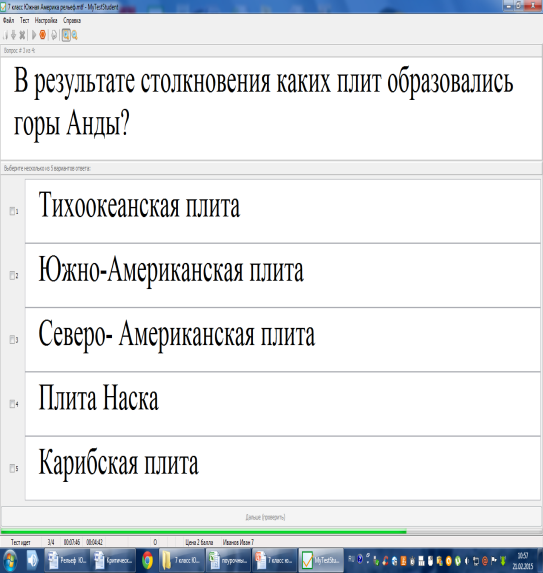 7 класс Южная Америка рельеф.mtf - MyTestStudent
Файл Тест Настройка Справка
Вопрос # 3 из 4:
В результате столкновения каких плит образовались
горы Анды?
Выберите несколько из 5 вариантов ответа:
1 Тихоокеанская плита
2 Южно-Американская плита
3 Северо- Американская плита
4 Плита Наска
5 Карибская плита
Дальше (проверить)
Тест идет 3/4 00:07:46 00:04:42 0 Цена 2 балла Иванов Иван 7
Рельеф Ю... Критическ... 7 класс Ю... поурочны... 7 класс ю... MyTestStu... RU 10:57
21.02.2015